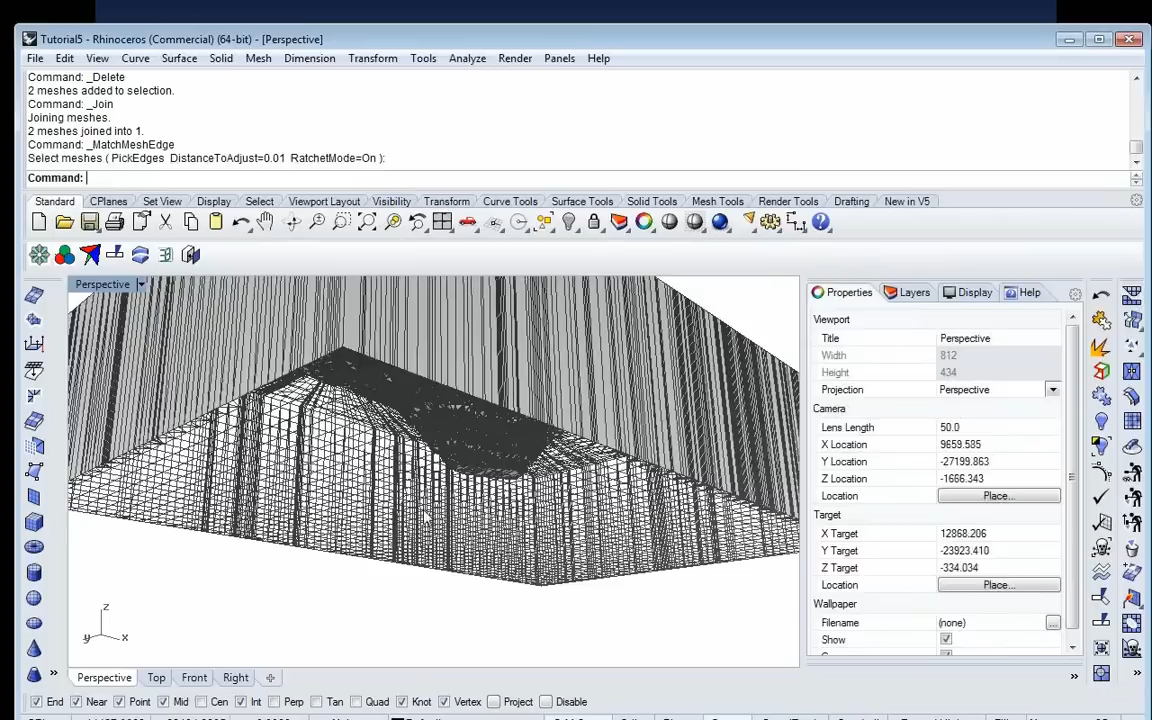 Tutorial5 - Rhinoceros (Commercial) (64-bit) - [Perspective]
File Edit View Curve Surface Solid Mesh Dimension Transform Tools Analyze Render Panels Help
Command: _Delete
2 meshes added to selection.
Command: _Join
Joining meshes.
2 meshes joined into 1.
Command: _MatchMeshEdge
Select meshes ( PickEdges DistanceToAdjust=0.01 RatchetMode=On ):
Command:
Standard CPlanes Set View Display Select Viewport Layout Visibility Transform Curve Tools Surface Tools Solid Tools Mesh Tools Render Tools Drafting New in V5
Perspective
Properties Layers Display Help
Viewport
Title Perspective
Width 812
Height 434
Projection Perspective
Camera
Lens Length 50.0
X Location 9659.585
Y Location -27199.863
Z Location -1666.343
Location Place...
Target
X Target 12868.206
Y Target -23923.410
Z Target -334.034
Location Place...
Wallpaper
Filename (none) ...
Show
z
y x
Perspective Top Front Right
End Near Point Mid Cen Int Perp Tan Quad Knot Vertex Project Disable